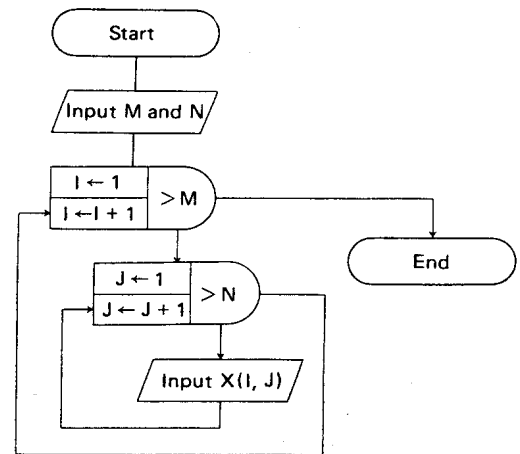 Start
Input M and N
I ← 1
I ← I + 1
> M
End
J ← 1
J ← J + 1
> N
Input X(I, J)